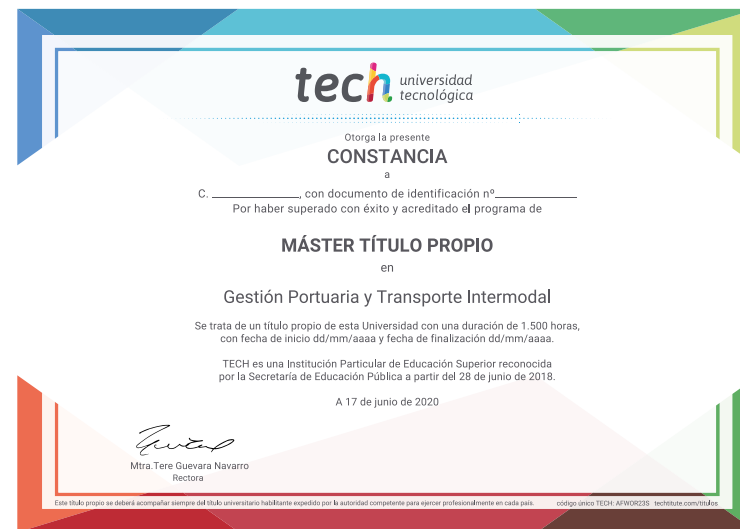 tech universidad
tecnológica
Otorga la presente
CONSTANCIA
a
C. ______________, con documento de identificación nº_____________
Por haber superado con éxito y acreditado el programa de
MÁSTER TÍTULO PROPIO
en
Gestión Portuaria y Transporte Intermodal
Se trata de un título propio de esta Universidad con una duración de 1.500 horas,
con fecha de inicio dd/mm/aaaa y fecha de finalización dd/mm/aaaa.
TECH es una Institución Particular de Educación Superior reconocida
por la Secretaría de Educación Pública a partir del 28 de junio de 2018.
A 17 de junio de 2020
Mtra.Tere Guevara Navarro
Rectora
Este título propio se deberá acompañar siempre del título universitario habilitante expedido por la autoridad competente para ejercer profesionalmente en cada país. código único TECH: AFWOR23S techtitute.com/titulos